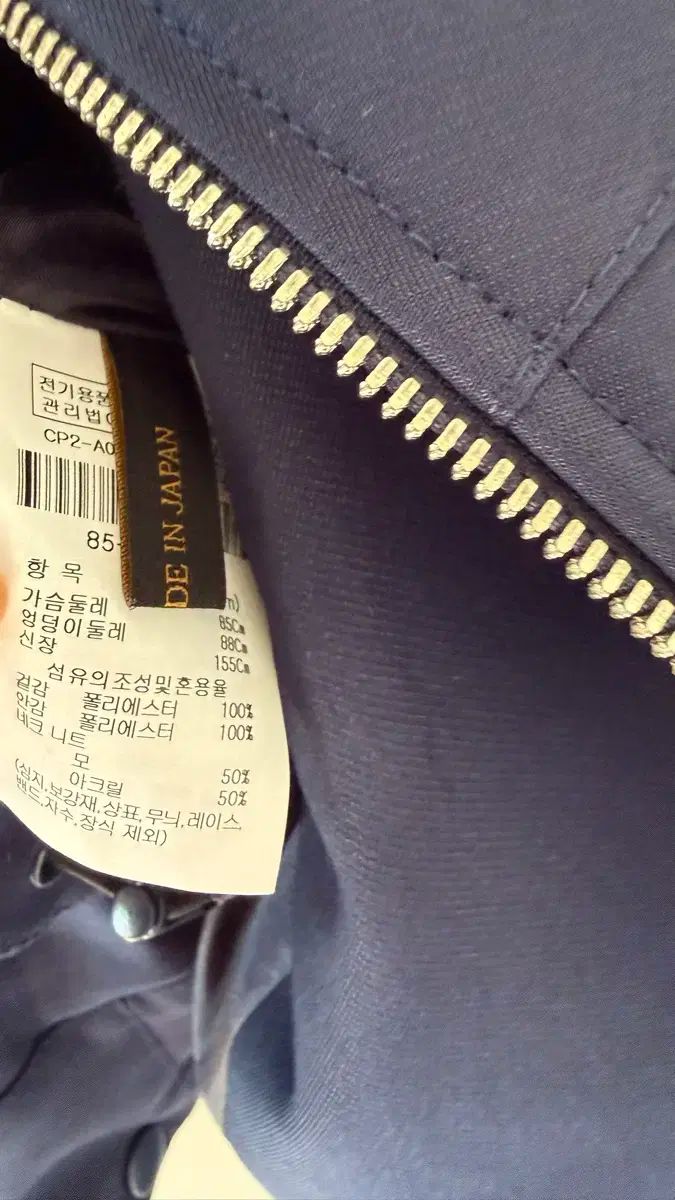 전기용품
관리법
CP2-A0
85-
DE IN JAPAN
항 목
가슴둘레 85Cm
엉덩이둘레 88Cm
신장 155Cm
섬유의조성및혼용율
겉감 폴리에스터 100%
안감 폴리에스터 100%
네크 니트
모 50%
아크릴 50%
(심지,보강재,상표,무늬,레이스,
밴드,자수,장식 제외)